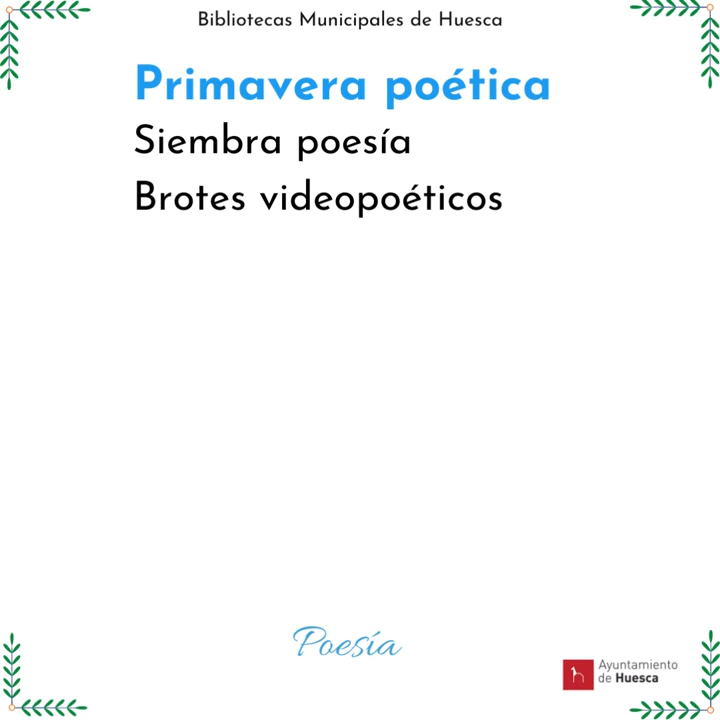 Bibliotecas Municipales de Huesca
Primavera poética
Siembra poesía
Brotes videopoéticos
Poesía
Ayuntamiento
de Huesca